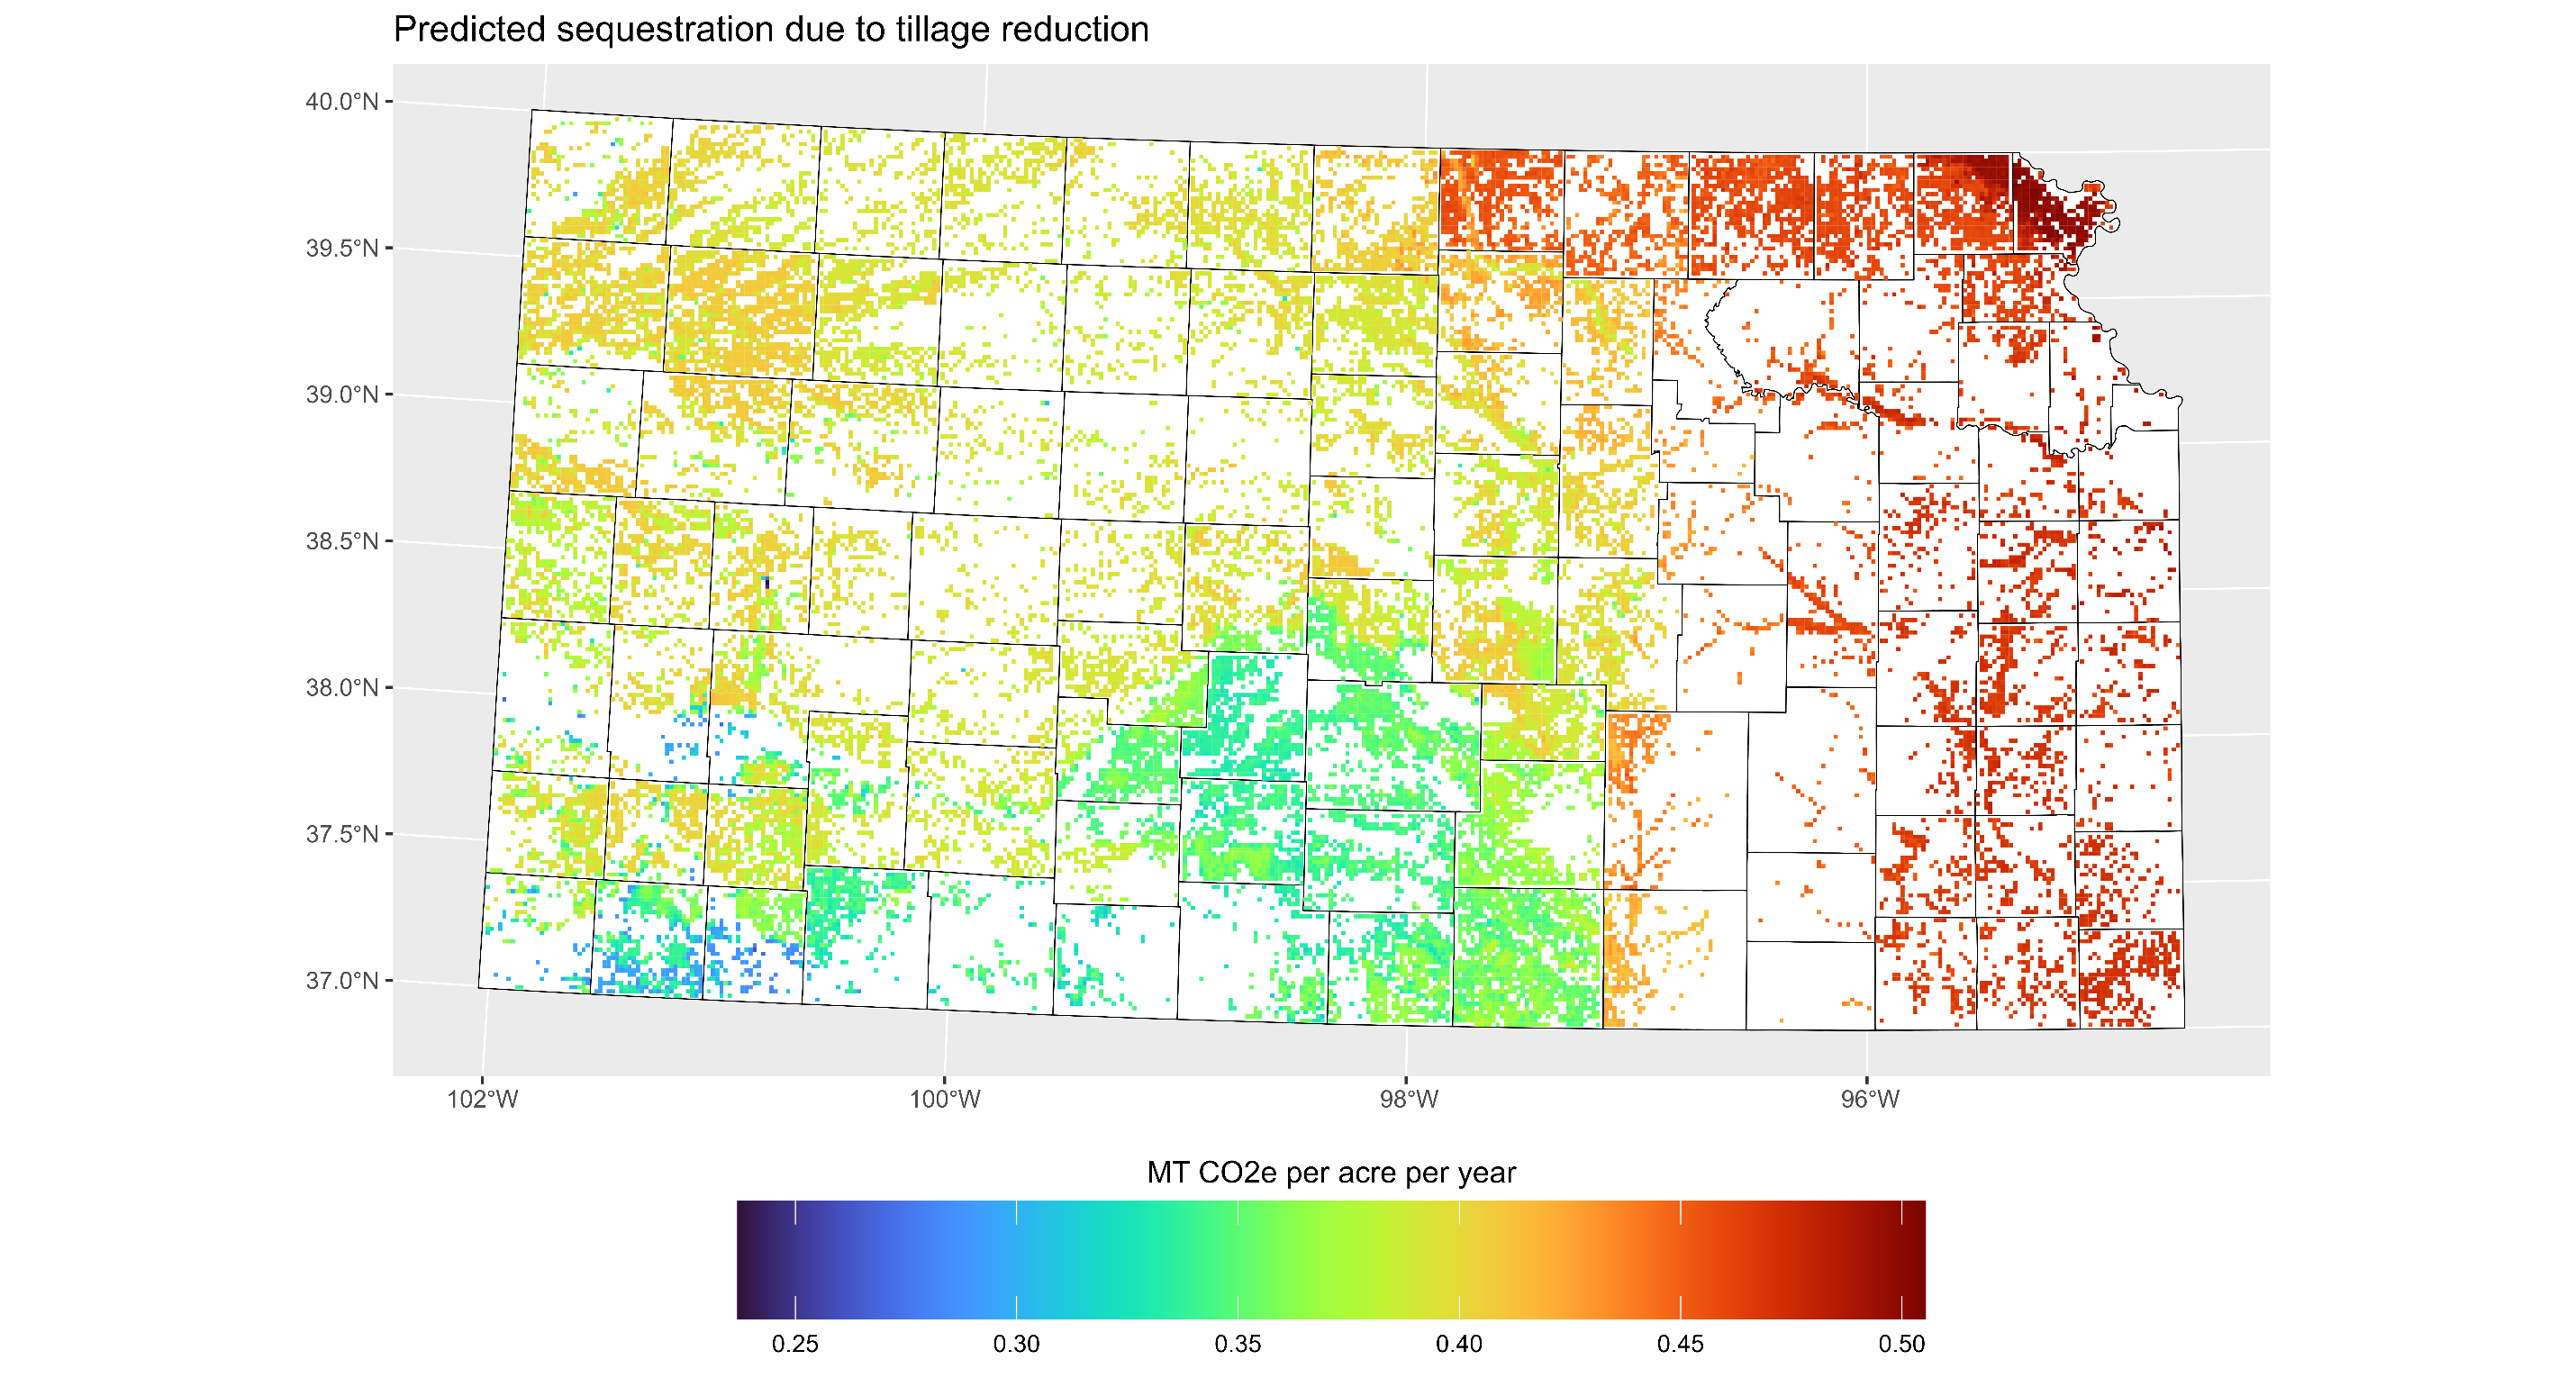 Predicted sequestration due to tillage reduction
40.0°N
39.5°N
39.0°N
38.5°N
38.0°N
37.5°N
37.0°N
102°W 100°W 98°W 96°W
MT CO2e per acre per year
0.25 0.30 0.35 0.40 0.45 0.50